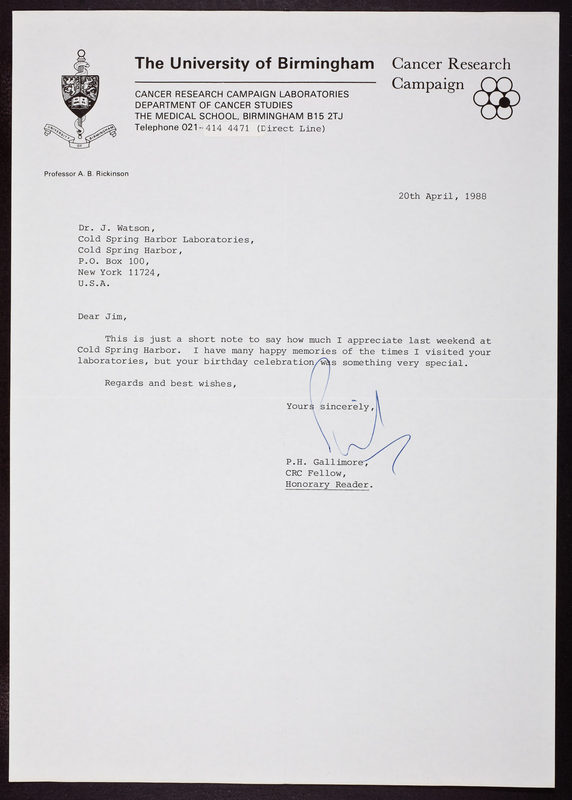 The University of Birmingham
CANCER RESEARCH CAMPAIGN LABORATORIES
DEPARTMENT OF CANCER STUDIES
THE MEDICAL SCHOOL, BIRMINGHAM B15 2TJ
Telephone 021- 414 4471 (Direct Line)
Cancer Research
Campaign
UNIVERSITY OF BIRMINGHAM
Professor A. B. Rickinson
20th April, 1988
Dr. J. Watson,
Cold Spring Harbor Laboratories,
Cold Spring Harbor,
P.O. Box 100,
New York 11724,
U.S.A.
Dear Jim,
This is just a short note to say how much I appreciate last weekend at
Cold Spring Harbor. I have many happy memories of the times I visited your
laboratories, but your birthday celebration was something very special.
Regards and best wishes,
Yours sincerely,
P.H. Gallimore,
CRC Fellow,
Honorary Reader.